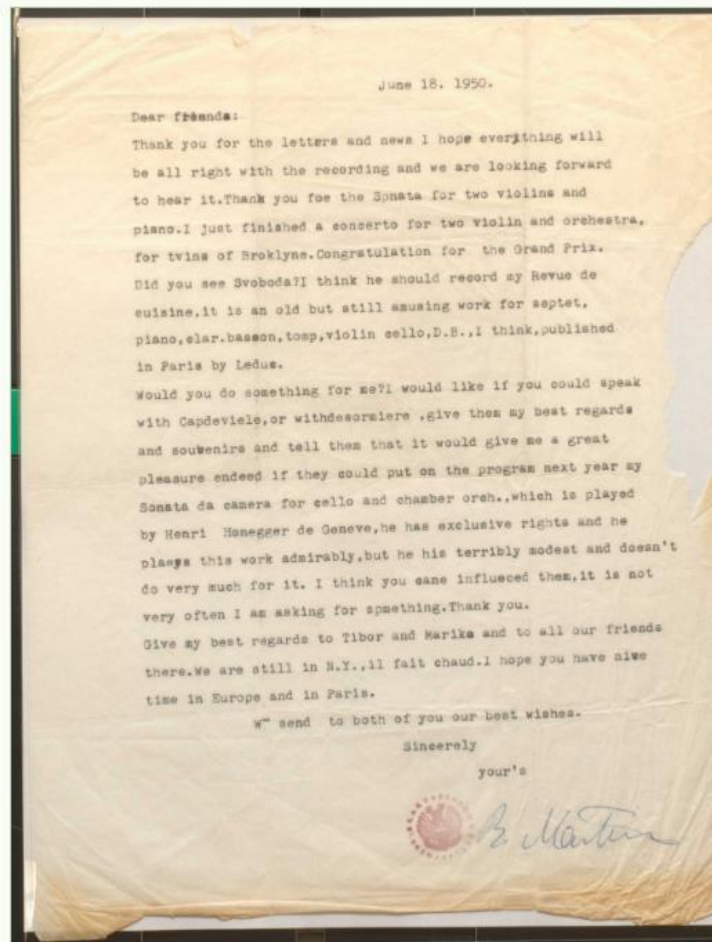 June 18. 1950.
Dear friends:
Thank you for the letters and news I hope everything will
be all right with the recording and we are looking forward
to hear it.Thank you foe the Spnata for two violins and
piano.I just finished a concerto for two violin and orchestra,
for tvins of Broklyne.Congratulation for the Grand Prix.
Did you see Svoboda?I think he should record my Revue de
cuisine,it is an old but still amusing work for septet,
piano,clar.basson,tomp,violin cello,D.B.,I think,published
in Paris by Leduc.
Would you do something for me?I would like if you could speak
with Capdeviele,or withdesormiere ,give them my best regards
and souvenirs and tell them that it would give me a great
pleasure endeed if they could put on the program next year my
Sonata da camera for cello and chamber orch.,which is played
by Henri Honegger de Geneve,he has exclusive rights and he
plaeys this work admirably,but he his terribly modest and doesn't
do very much for it. I think you cane influeced them,it is not
very often I am asking for spmething.Thank you.
Give my best regards to Tibor and Marika and to all our friends
there.We are still in N.Y.,il fait chaud.I hope you have nive
time in Europe and in Paris.
send to both of you our best wishes.
Sincerely
your's
B. Martinu